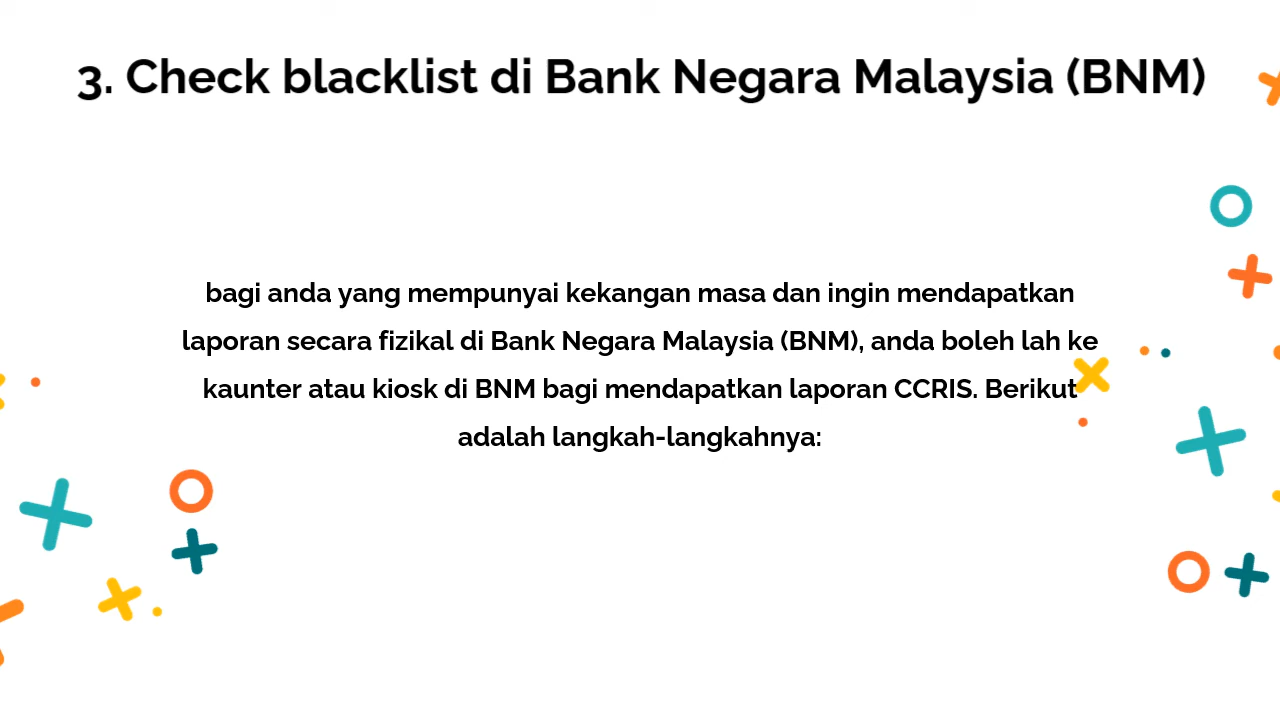 3. Check blacklist di Bank Negara Malaysia (BNM)
bagi anda yang mempunyai kekangan masa dan ingin mendapatkan
laporan secara fizikal di Bank Negara Malaysia (BNM), anda boleh lah ke
kaunter atau kiosk di BNM bagi mendapatkan laporan CCRIS. Berikut
adalah langkah-langkahnya: